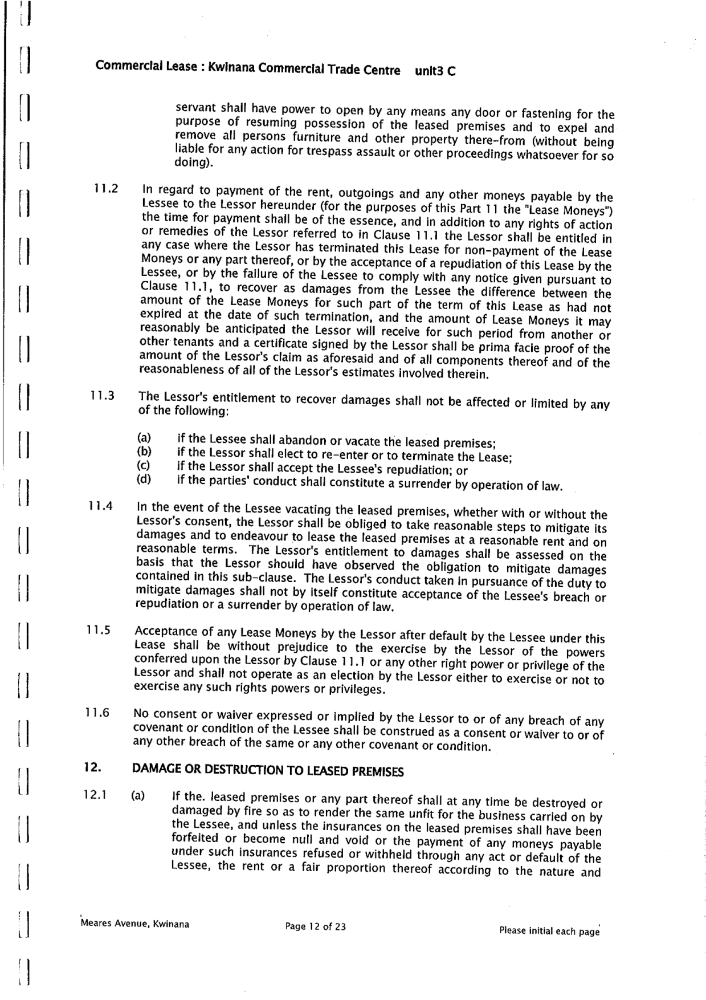 Commercial Lease : Kwinana Commercial Trade Centre unit3 C
servant shall have power to open by any means any door or fastening for the
purpose of resuming possession of the leased premises and to expel and
remove all persons furniture and other property there-from (without being
liable for any action for trespass assault or other proceedings whatsoever for so
doing).
11.2 In regard to payment of the rent, outgoings and any other moneys payable by the
Lessee to the Lessor hereunder (for the purposes of this Part 11 the "Lease Moneys")
the time for payment shall be of the essence, and in addition to any rights of action
or remedies of the Lessor referred to in Clause 11.1 the Lessor shall be entitled in
any case where the Lessor has terminated this Lease for non-payment of the Lease
Moneys or any part thereof, or by the acceptance of a repudiation of this Lease by the
Lessee, or by the failure of the Lessee to comply with any notice given pursuant to
Clause 11.1, to recover as damages from the Lessee the difference between the
amount of the Lease Moneys for such part of the term of this Lease as had not
expired at the date of such termination, and the amount of Lease Moneys it may
reasonably be anticipated the Lessor will receive for such period from another or
other tenants and a certificate signed by the Lessor shall be prima facie proof of the
amount of the Lessor's claim as aforesaid and of all components thereof and of the
reasonableness of all of the Lessor's estimates involved therein.
11.3 The Lessor's entitlement to recover damages shall not be affected or limited by any
of the following:
(a) if the Lessee shall abandon or vacate the leased premises;
(b) if the Lessor shall elect to re-enter or to terminate the Lease;
(c) if the Lessor shall accept the Lessee's repudiation; or
(d) if the parties' conduct shall constitute a surrender by operation of law.
11.4 In the event of the Lessee vacating the leased premises, whether with or without the
Lessor's consent, the Lessor shall be obliged to take reasonable steps to mitigate its
damages and to endeavour to lease the leased premises at a reasonable rent and on
reasonable terms. The Lessor's entitlement to damages shall be assessed on the
basis that the Lessor should have observed the obligation to mitigate damages
contained in this sub-clause. The Lessor's conduct taken in pursuance of the duty to
mitigate damages shall not by itself constitute acceptance of the Lessee's breach or
repudiation or a surrender by operation of law.
11.5 Acceptance of any Lease Moneys by the Lessor after default by the Lessee under this
Lease shall be without prejudice to the exercise by the Lessor of the powers
conferred upon the Lessor by Clause 11.1 or any other right power or privilege of the
Lessor and shall not operate as an election by the Lessor either to exercise or not to
exercise any such rights powers or privileges.
11.6 No consent or waiver expressed or implied by the Lessor to or of any breach of any
covenant or condition of the Lessee shall be construed as a consent or waiver to or of
any other breach of the same or any other covenant or condition.
12. DAMAGE OR DESTRUCTION TO LEASED PREMISES
12.1 (a) If the. leased premises or any part thereof shall at any time be destroyed or
damaged by fire so as to render the same unfit for the business carried on by
the Lessee, and unless the insurances on the leased premises shall have been
forfeited or become null and void or the payment of any moneys payable
under such insurances refused or withheld through any act or default of the
Lessee, the rent or a fair proportion thereof according to the nature and
Meares Avenue, Kwinana Page 12 of 23 Please initial each page